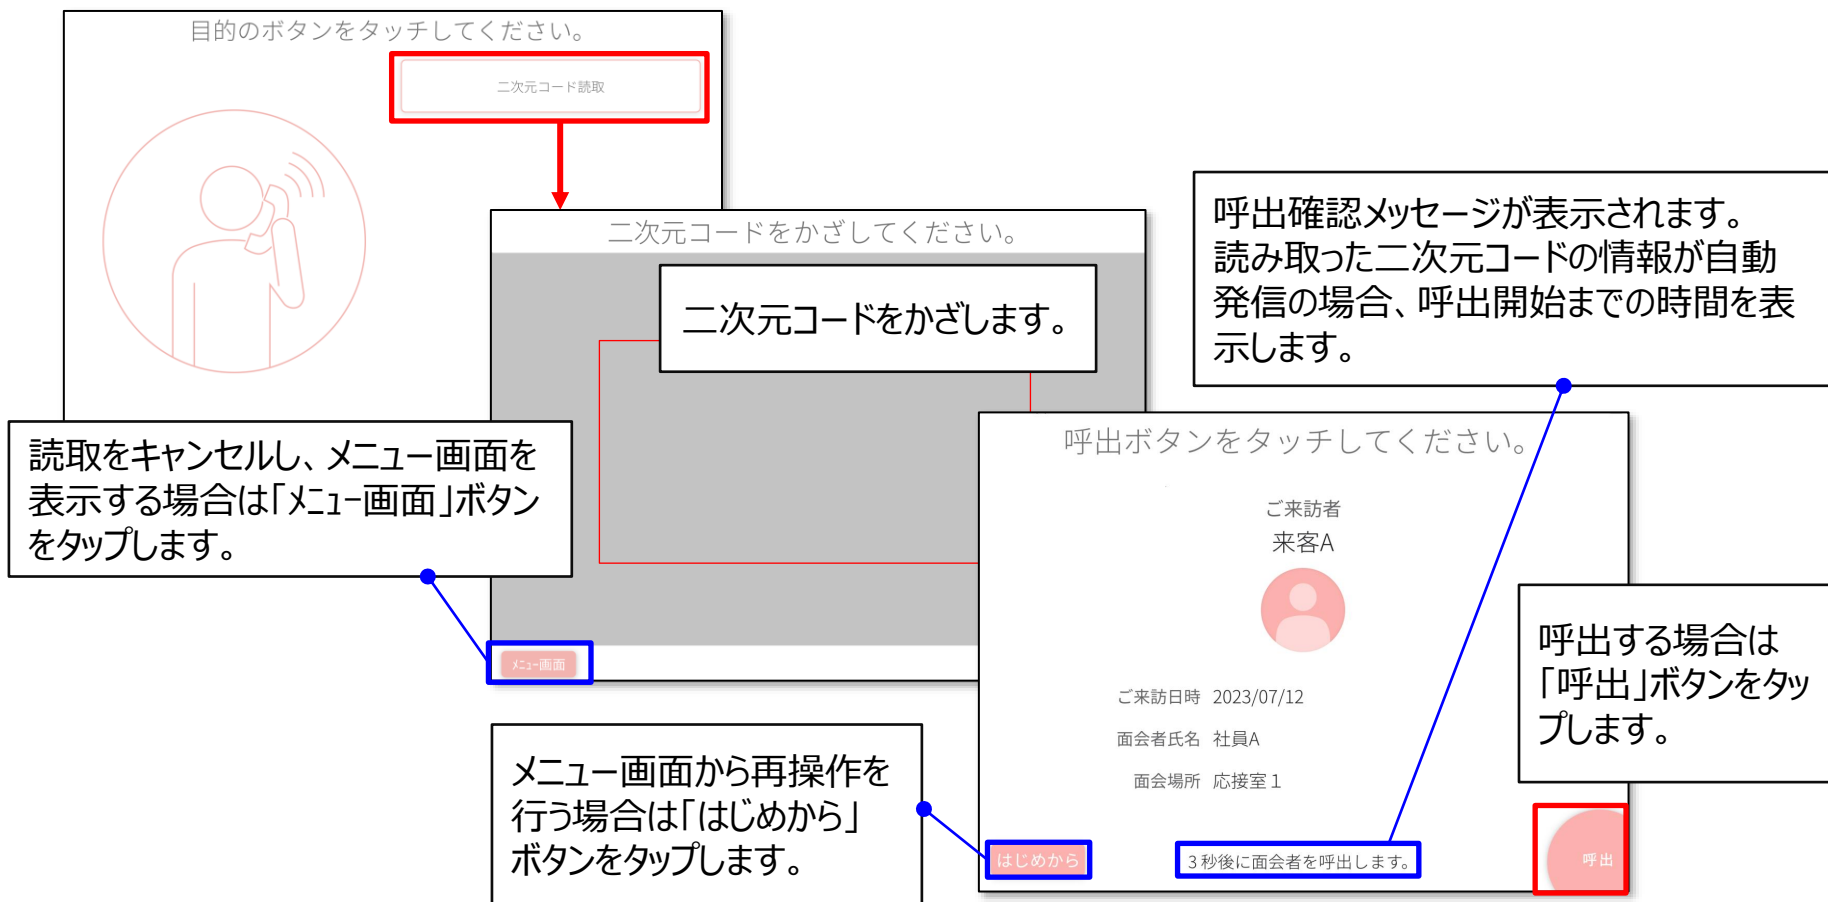 目的のボタンをタッチしてください。
二次元コード読取
二次元コードをかざしてください。
二次元コードをかざします。
読取をキャンセルし、メニュー画面を
表示する場合は「メニュー画面」ボタン
をタップします。
メニュー画面
呼出確認メッセージが表示されます。
読み取った二次元コードの情報が自動
発信の場合、呼出開始までの時間を表
示します。
呼出ボタンをタッチしてください。
ご来訪者
来客A
ご来訪日時 2023/07/12
面会者氏名 社員A
面会場所 応接室1
呼出する場合は
「呼出」ボタンをタッ
プします。
メニュー画面から再操作を
行う場合は「はじめから」
ボタンをタップします。
はじめから
3秒後に面会者を呼出します。
呼出